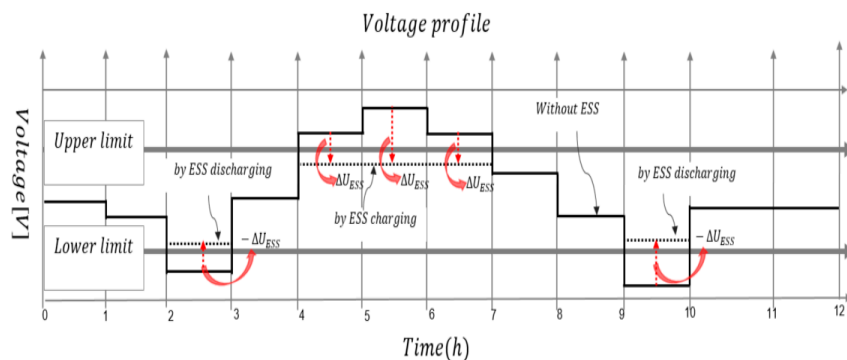 Voltage profile
Voltage[V]
Upper limit
Without ESS
by ESS discharging
by ESS discharging
ΔU_ESS
ΔU_ESS
ΔU_ESS
by ESS charging
Lower limit
− ΔU_ESS
− ΔU_ESS
0 1 2 3 4 5 6 7 8 9 10 11 12
Time(h)